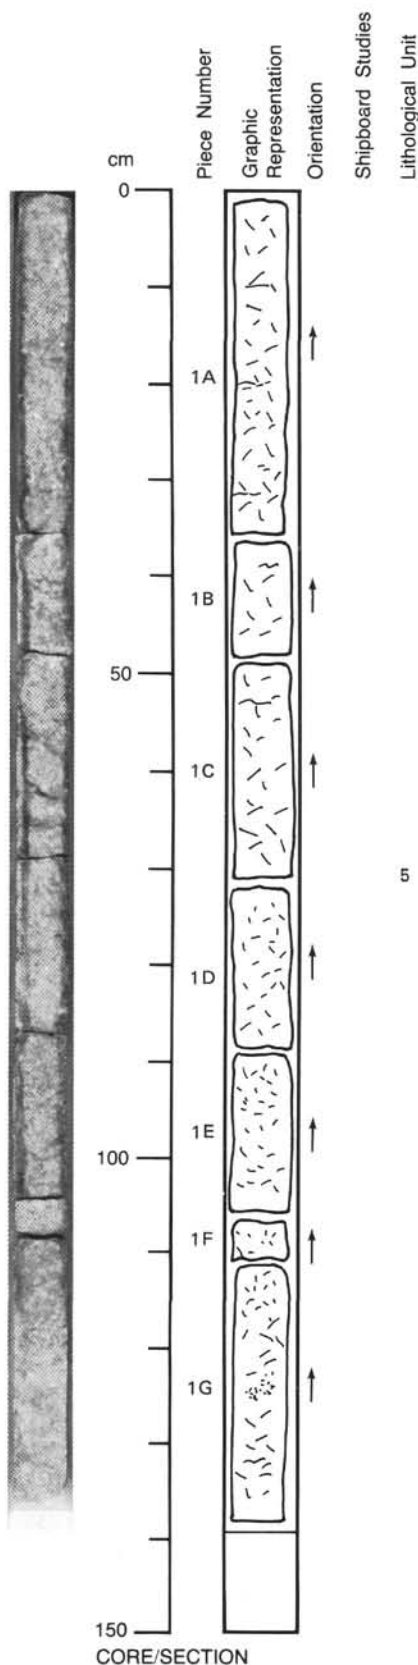 cm
Piece Number
Graphic
Representation
Orientation
Shipboard Studies
Lithological Unit
0
1A
1B
50
1C
5
1D
1E
100
1F
1G
150
CORE/SECTION